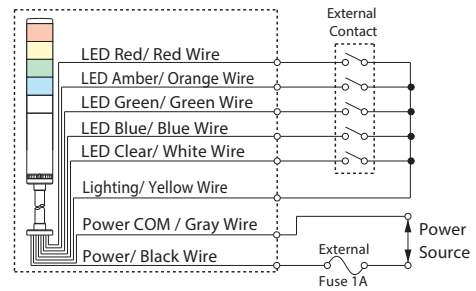 External
Contact
LED Red/ Red Wire
LED Amber/ Orange Wire
LED Green/ Green Wire
LED Blue/ Blue Wire
LED Clear/ White Wire
Lighting/ Yellow Wire
Power COM / Gray Wire
Power/ Black Wire
Power
Source
External
Fuse 1A